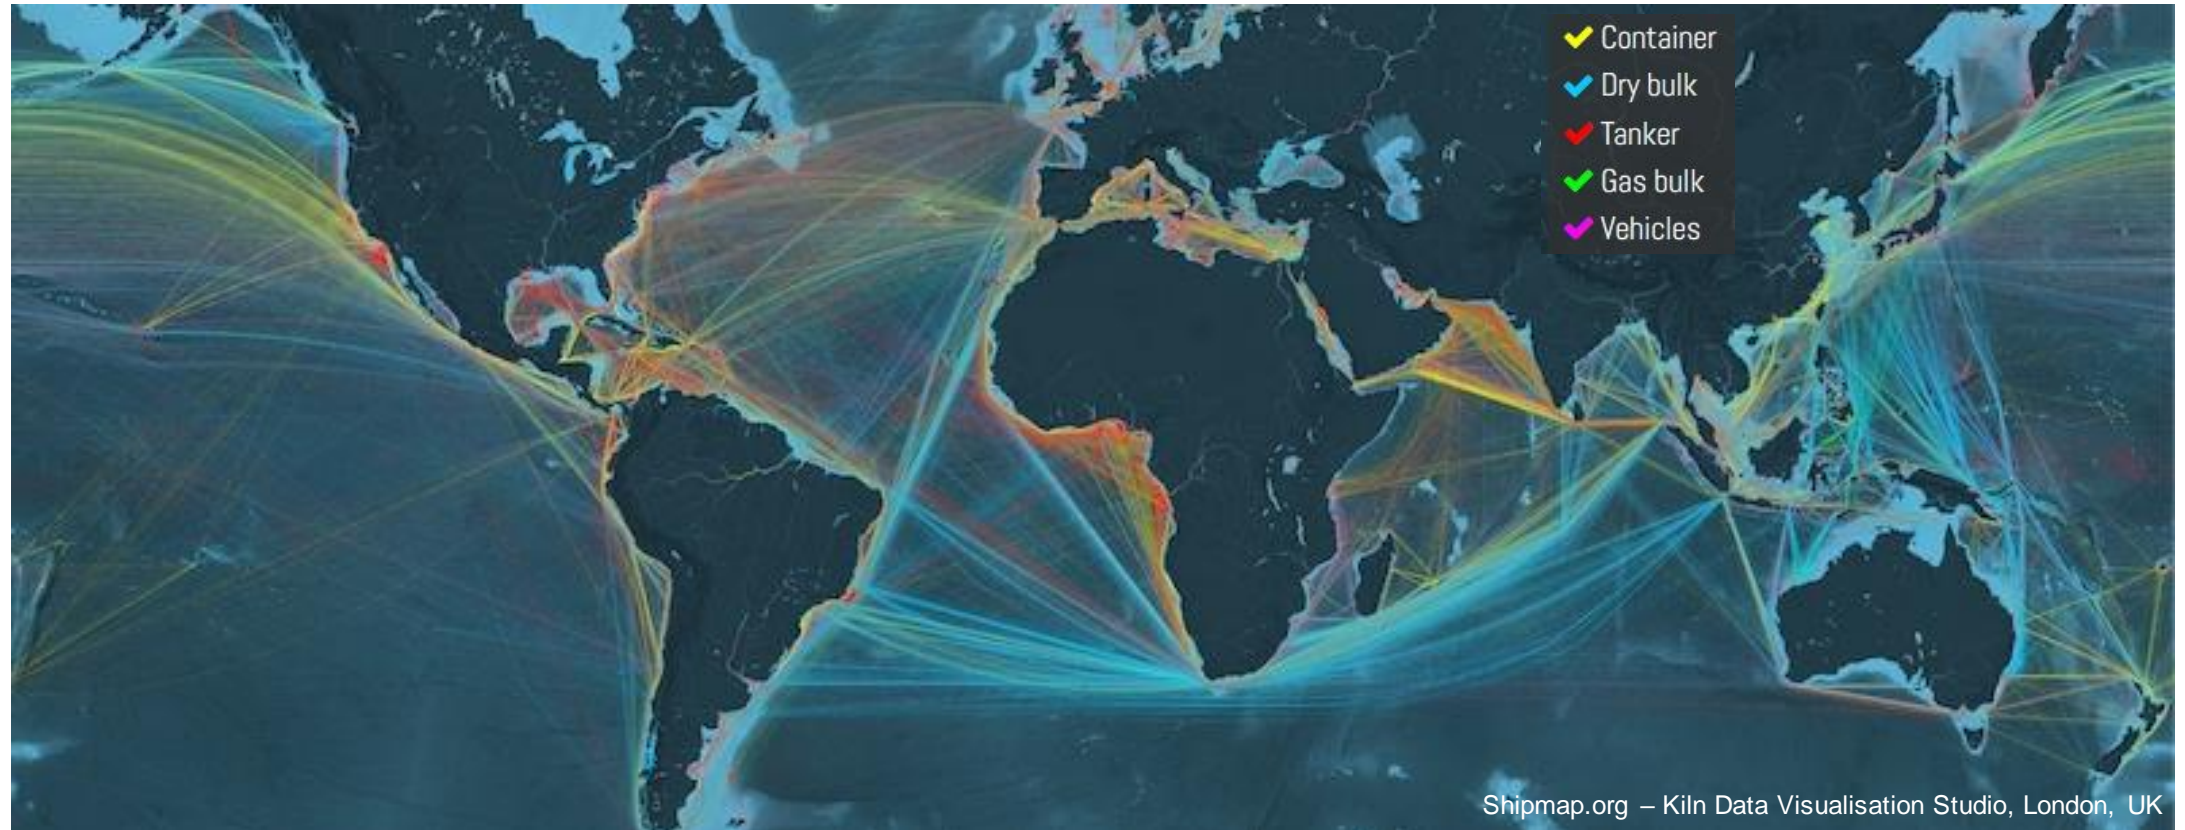 Container
Dry bulk
Tanker
Gas bulk
Vehicles
Shipmap.org – Kiln Data Visualisation Studio, London, UK